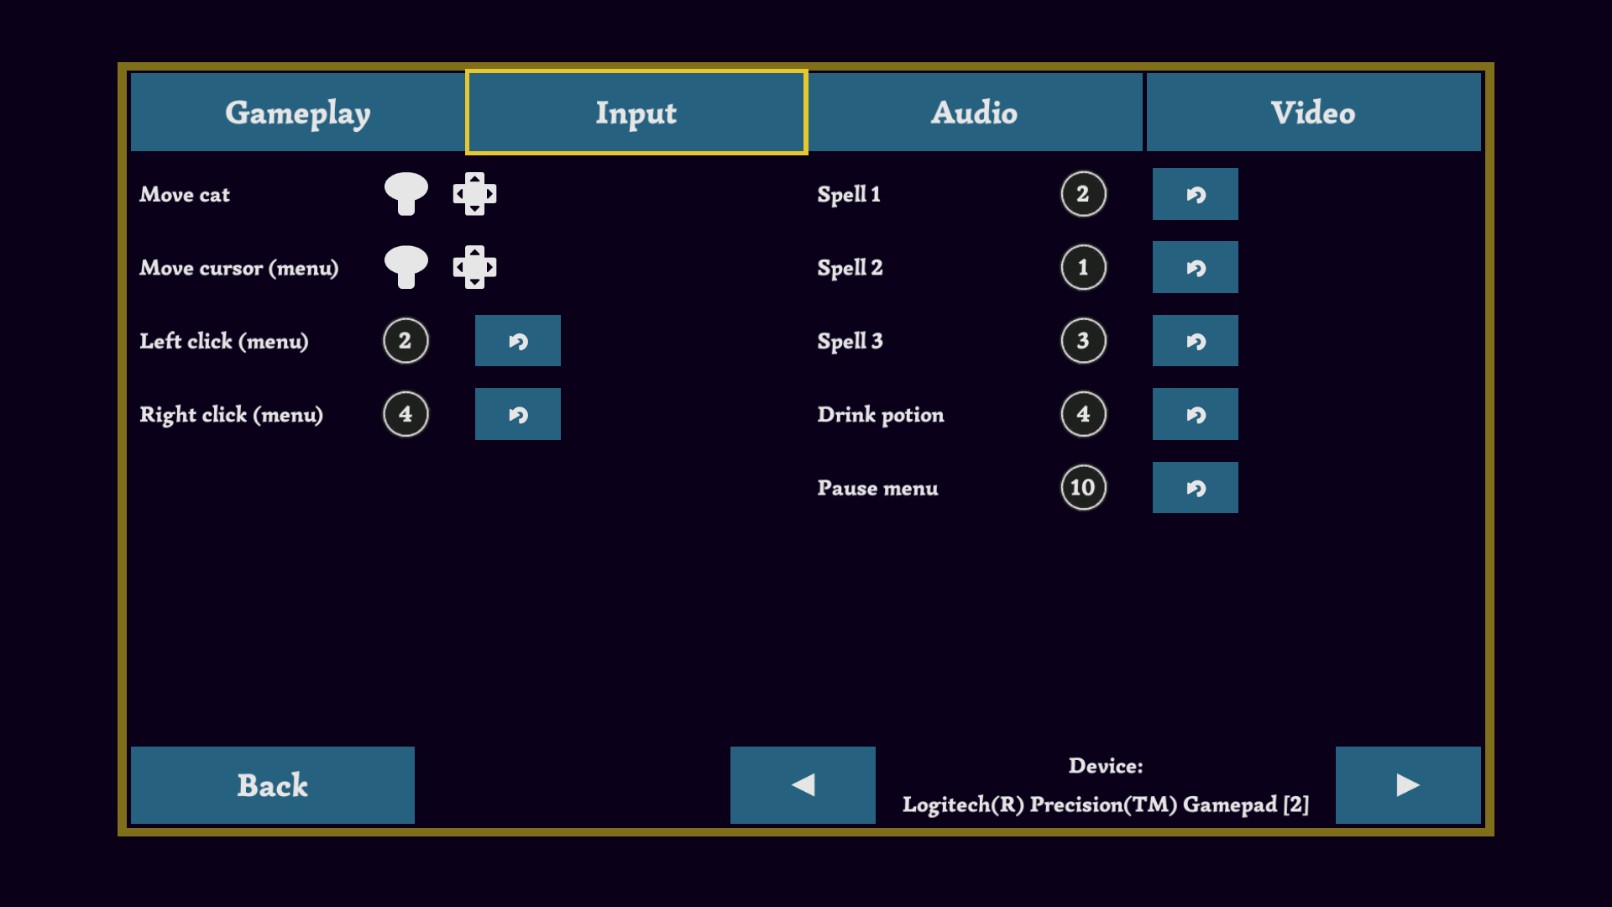 Gameplay
Input
Audio
Video
Move cat
Move cursor (menu)
Left click (menu) 2
Right click (menu) 4
Spell 1 2
Spell 2 1
Spell 3 3
Drink potion 4
Pause menu 10
Back
Device:
Logitech(R) Precision(TM) Gamepad [2]